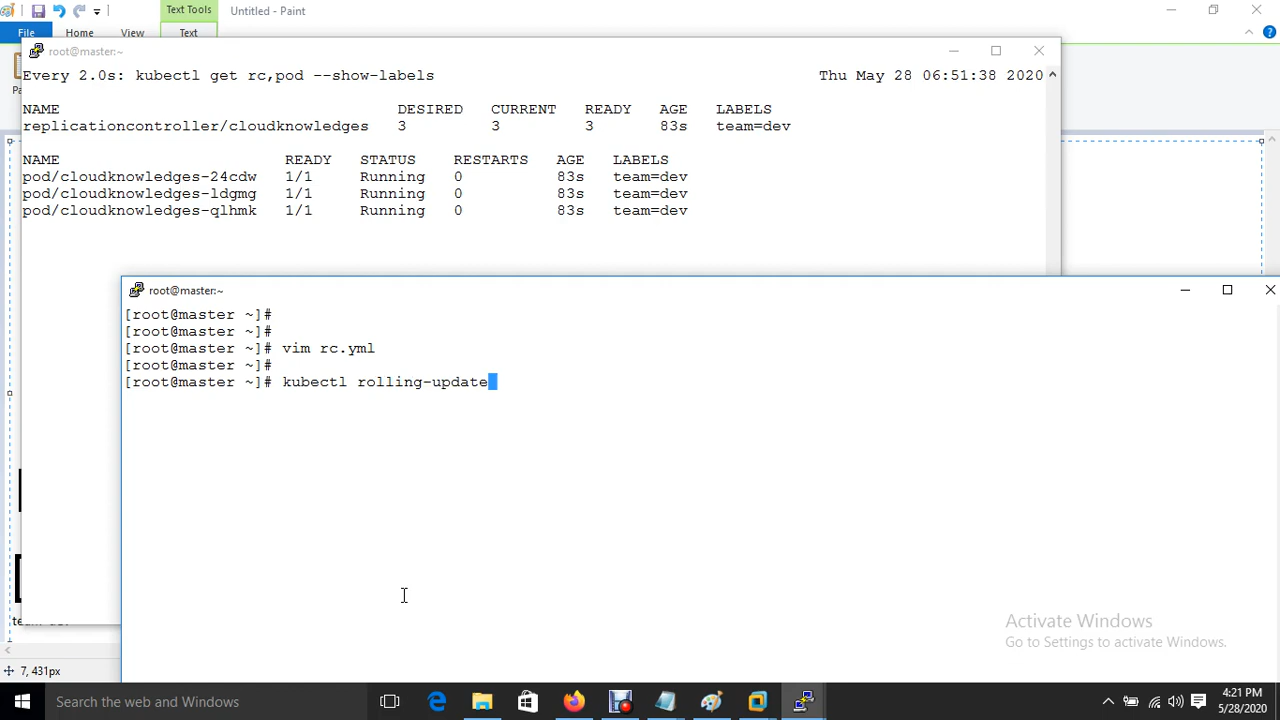 Text Tools
Untitled - Paint
File
Home
View
Text
root@master:~
Every 2.0s: kubectl get rc,pod --show-labels
Thu May 28 06:51:38 2020
NAME DESIRED CURRENT READY AGE LABELS
replicationcontroller/cloudknowledges 3 3 3 83s team=dev
NAME READY STATUS RESTARTS AGE LABELS
pod/cloudknowledges-24cdw 1/1 Running 0 83s team=dev
pod/cloudknowledges-ldgmg 1/1 Running 0 83s team=dev
pod/cloudknowledges-qlhmk 1/1 Running 0 83s team=dev
root@master:~
[root@master ~]#
[root@master ~]#
[root@master ~]# vim rc.yml
[root@master ~]#
[root@master ~]# kubectl rolling-update
Activate Windows
Go to Settings to activate Windows.
7, 431px
Search the web and Windows
4:21 PM
5/28/2020